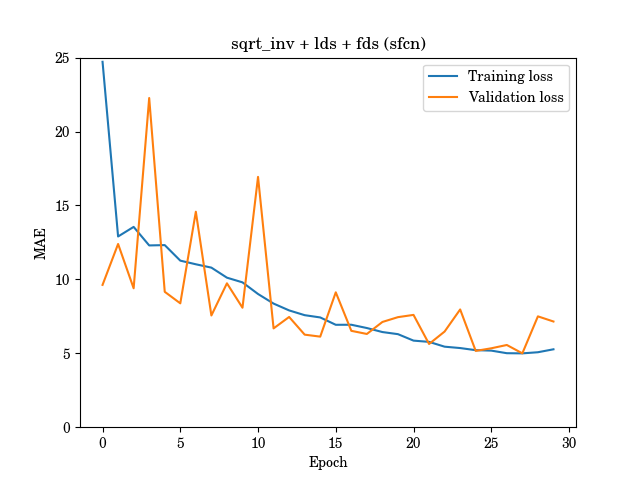 sqrt_inv + lds + fds (sfcn)
25
20
15
10
5
0
MAE
Training loss
Validation loss
0 5 10 15 20 25 30
Epoch